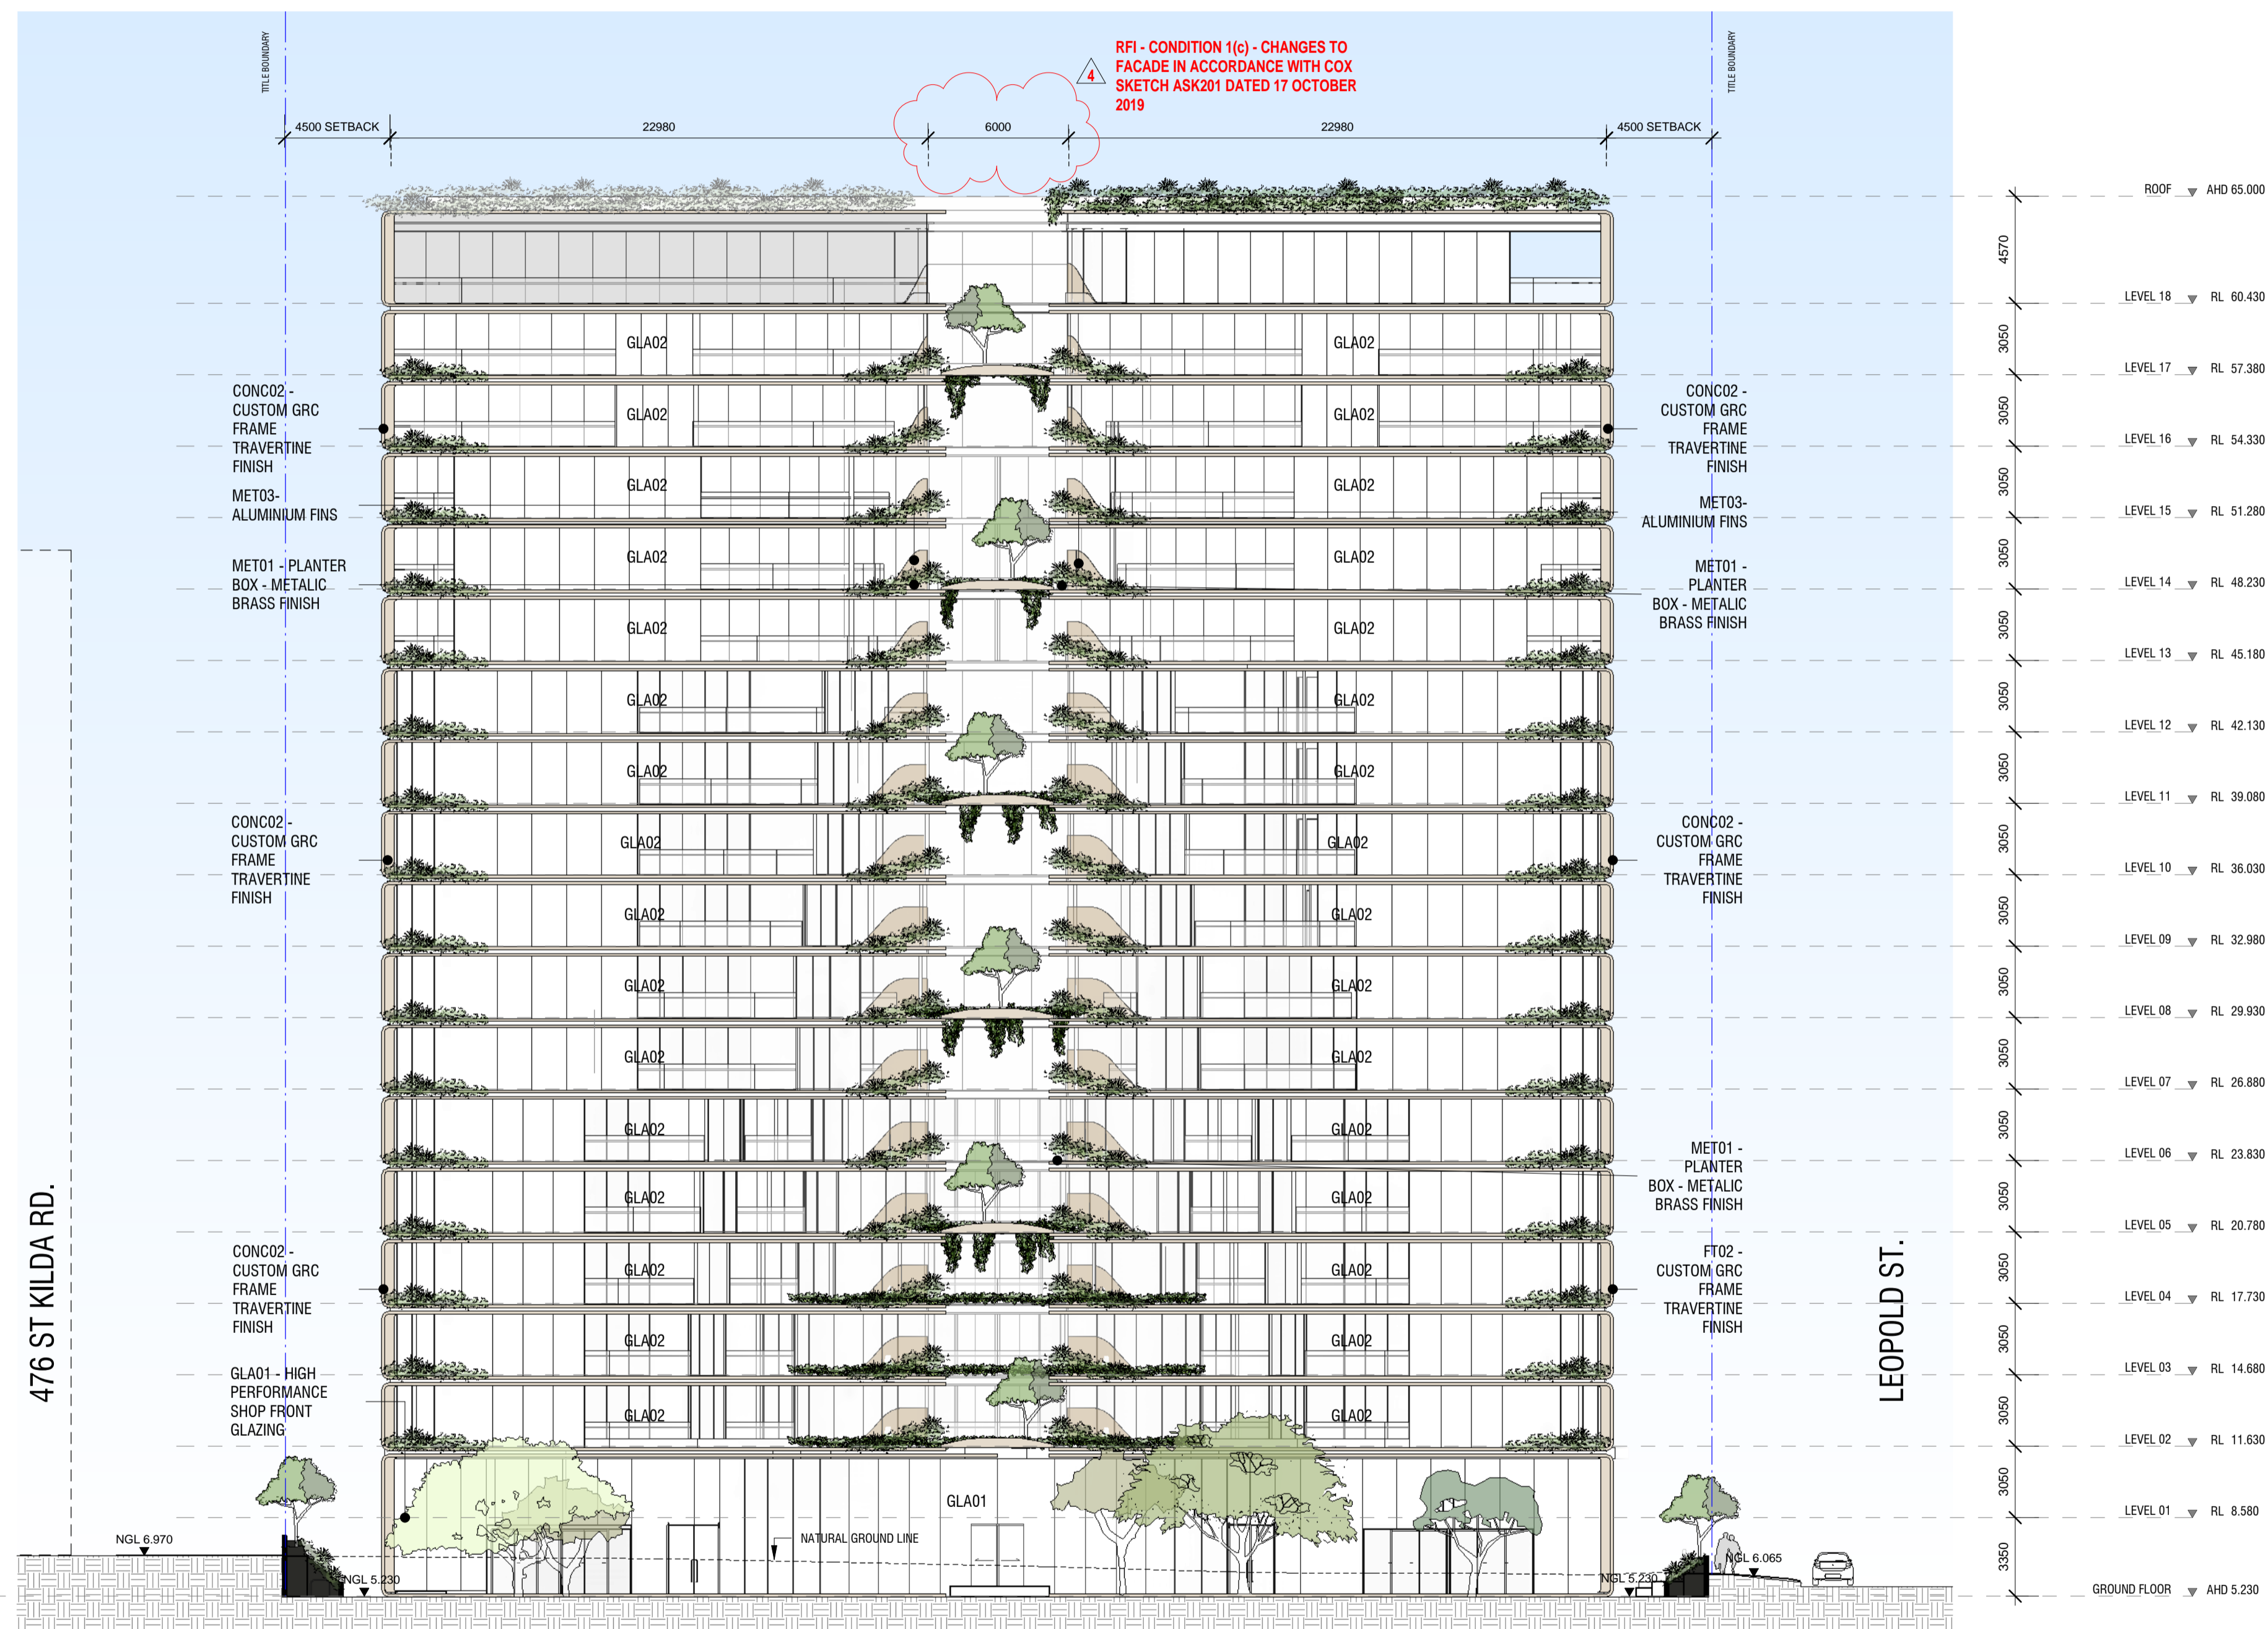 TITLE BOUNDARY
4
RFI - CONDITION 1(c) - CHANGES TO
FACADE IN ACCORDANCE WITH COX
SKETCH ASK201 DATED 17 OCTOBER
2019
TITLE BOUNDARY
4500 SETBACK
22980
6000
22980
4500 SETBACK
ROOF AHD 65.000
4570
LEVEL 18 RL 60.430
GLA02
GLA02
3050
LEVEL 17 RL 57.380
CONC02 -
CUSTOM GRC
FRAME
TRAVERTINE
FINISH
GLA02
GLA02
CONC02 -
CUSTOM GRC
FRAME
TRAVERTINE
FINISH
3050
LEVEL 16 RL 54.330
MET03-
ALUMINIUM FINS
GLA02
GLA02
MET03-
ALUMINIUM FINS
3050
LEVEL 15 RL 51.280
MET01 - PLANTER
BOX - METALIC
BRASS FINISH
GLA02
GLA02
MET01 -
PLANTER
BOX - METALIC
BRASS FINISH
3050
LEVEL 14 RL 48.230
GLA02
GLA02
3050
LEVEL 13 RL 45.180
GLA02
GLA02
3050
LEVEL 12 RL 42.130
GLA02
GLA02
3050
LEVEL 11 RL 39.080
CONC02 -
CUSTOM GRC
FRAME
TRAVERTINE
FINISH
GLA02
GLA02
CONC02 -
CUSTOM GRC
FRAME
TRAVERTINE
FINISH
3050
LEVEL 10 RL 36.030
GLA02
GLA02
3050
LEVEL 09 RL 32.980
GLA02
GLA02
3050
LEVEL 08 RL 29.930
GLA02
GLA02
3050
LEVEL 07 RL 26.880
GLA02
GLA02
3050
LEVEL 06 RL 23.830
MET01 -
PLANTER
BOX - METALIC
BRASS FINISH
GLA02
GLA02
3050
LEVEL 05 RL 20.780
476 ST KILDA RD.
CONC02 -
CUSTOM GRC
FRAME
TRAVERTINE
FINISH
GLA02
GLA02
FT02 -
CUSTOM GRC
FRAME
TRAVERTINE
FINISH
LEOPOLD ST.
3050
LEVEL 04 RL 17.730
GLA02
GLA02
3050
LEVEL 03 RL 14.680
GLA01 - HIGH
PERFORMANCE
SHOP FRONT
GLAZING
GLA02
GLA02
3050
LEVEL 02 RL 11.630
GLA01
3050
LEVEL 01 RL 8.580
NGL 6.970
NATURAL GROUND LINE
NGL 6.065
3350
NGL 5.230
NGL 5.230
GROUND FLOOR AHD 5.230